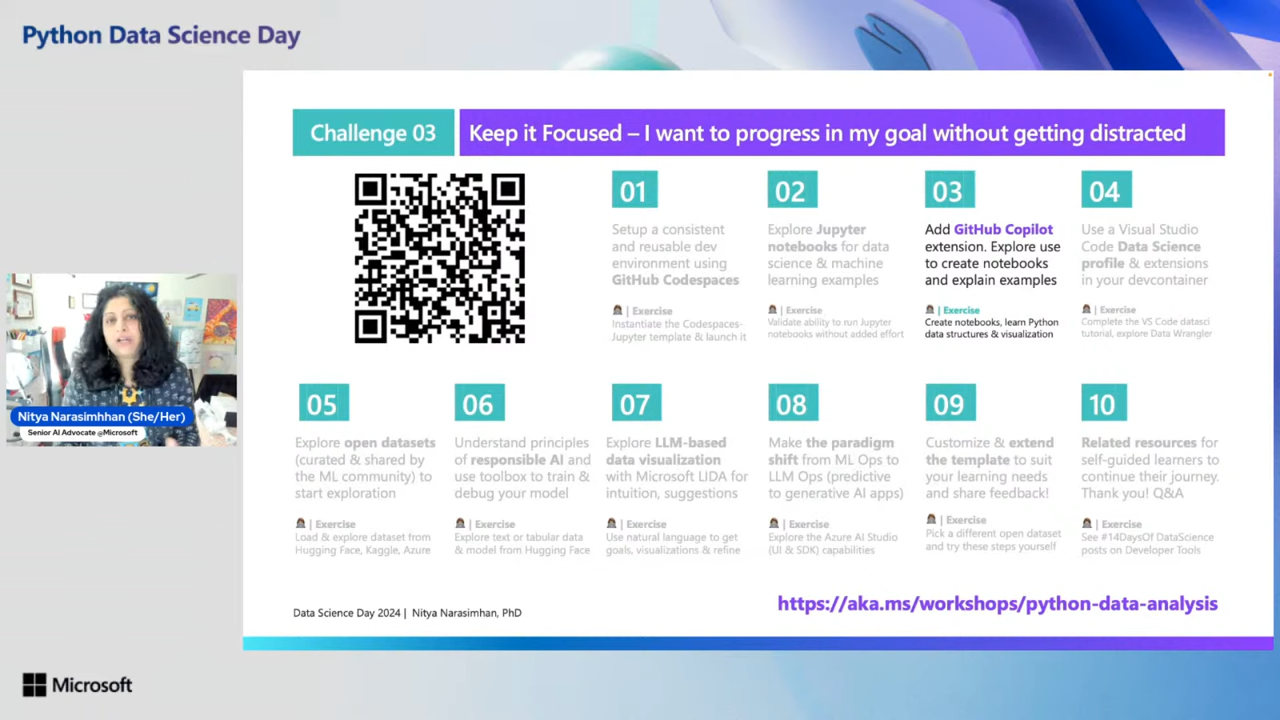 Python Data Science Day
Challenge 03
Keep it Focused – I want to progress in my goal without getting distracted
01
Setup a consistent
and reusable dev
environment using
GitHub Codespaces
| Exercise
Instantiate the Codespaces-
Jupyter template & launch it
02
Explore Jupyter
notebooks for data
science & machine
learning examples
| Exercise
Validate ability to run Jupyter
notebooks without added effort
03
Add GitHub Copilot
extension. Explore use
to create notebooks
and explain examples
| Exercise
Create notebooks, learn Python
data structures & visualization
04
Use a Visual Studio
Code Data Science
profile & extensions
in your devcontainer
| Exercise
Complete the VS Code datasci
tutorial, explore Data Wrangler
Nitya Narasimhhan (She/Her)
Senior AI Advocate @Microsoft
05
Explore open datasets
(curated & shared by
the ML community) to
start exploration
| Exercise
Load & explore dataset from
Hugging Face, Kaggle, Azure
06
Understand principles
of responsible AI and
use toolbox to train &
debug your model
| Exercise
Explore text or tabular data
& model from Hugging Face
07
Explore LLM-based
data visualization
with Microsoft LIDA for
intuition, suggestions
| Exercise
Use natural language to get
goals, visualizations & refine
08
Make the paradigm
shift from ML Ops to
LLM Ops (predictive
to generative AI apps)
| Exercise
Explore the Azure AI Studio
(UI & SDK) capabilities
09
Customize & extend
the template to suit
your learning needs
and share feedback!
| Exercise
Pick a different open dataset
and try these steps yourself
10
Related resources for
self-guided learners to
continue their journey.
Thank you! Q&A
| Exercise
See #14DaysOf DataScience
posts on Developer Tools
Data Science Day 2024 | Nitya Narasimhan, PhD
https://aka.ms/workshops/python-data-analysis
Microsoft